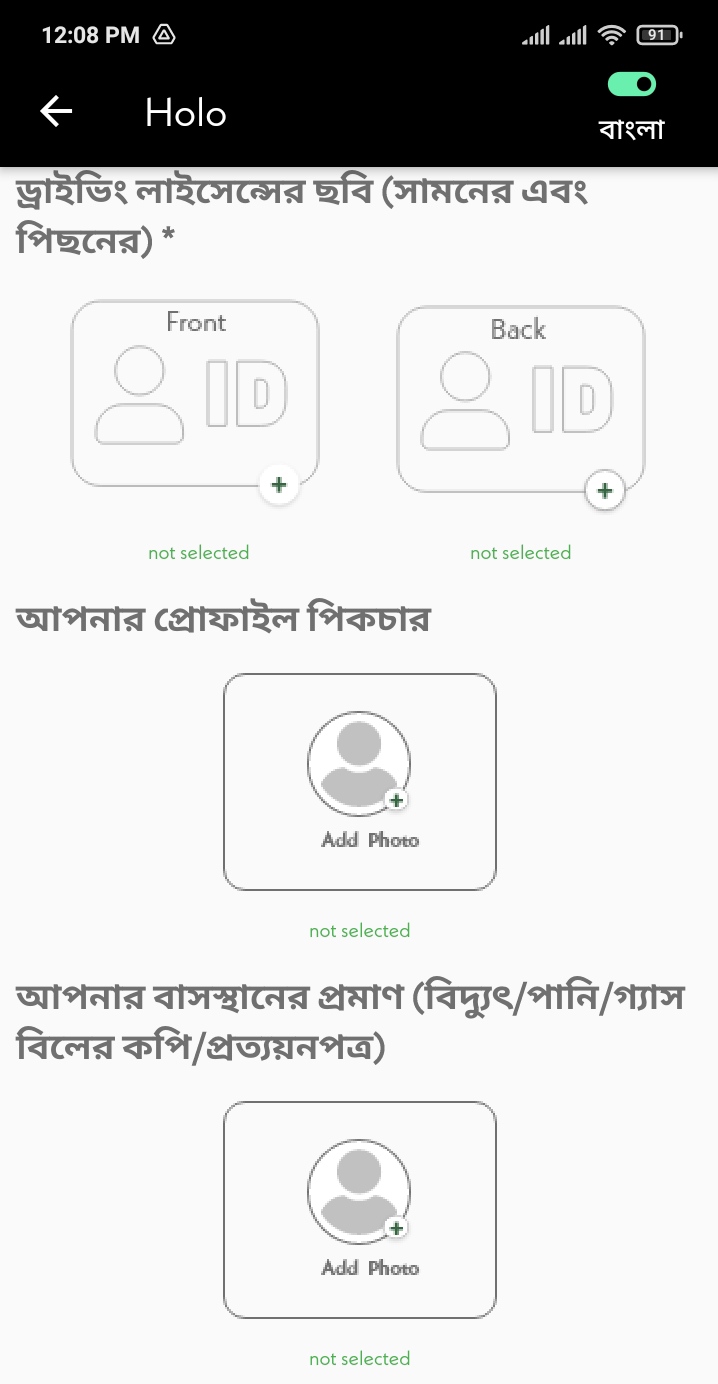 12:08 PM
91
Holo
বাংলা
ড্রাইভিং লাইসেন্সের ছবি (সামনের এবং
পিছনের) *
Front
ID
Back
ID
not selected
not selected
আপনার প্রোফাইল পিকচার
Add Photo
not selected
আপনার বাসস্থানের প্রমাণ (বিদ্যুৎ/পানি/গ্যাস
বিলের কপি/প্রত্যয়নপত্র)
Add Photo
not selected